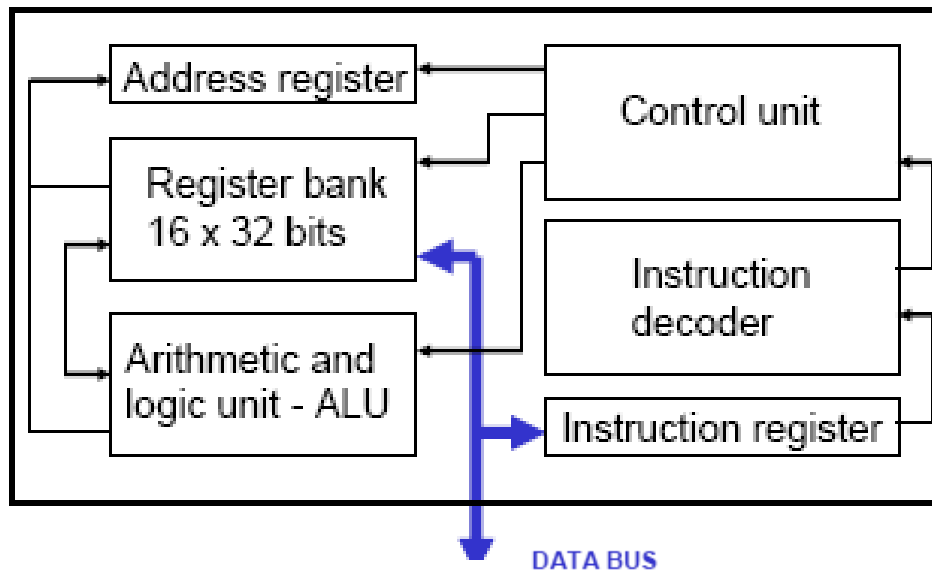 Address register
Control unit
Register bank
16 x 32 bits
Instruction
decoder
Arithmetic and
logic unit - ALU
Instruction register
DATA BUS